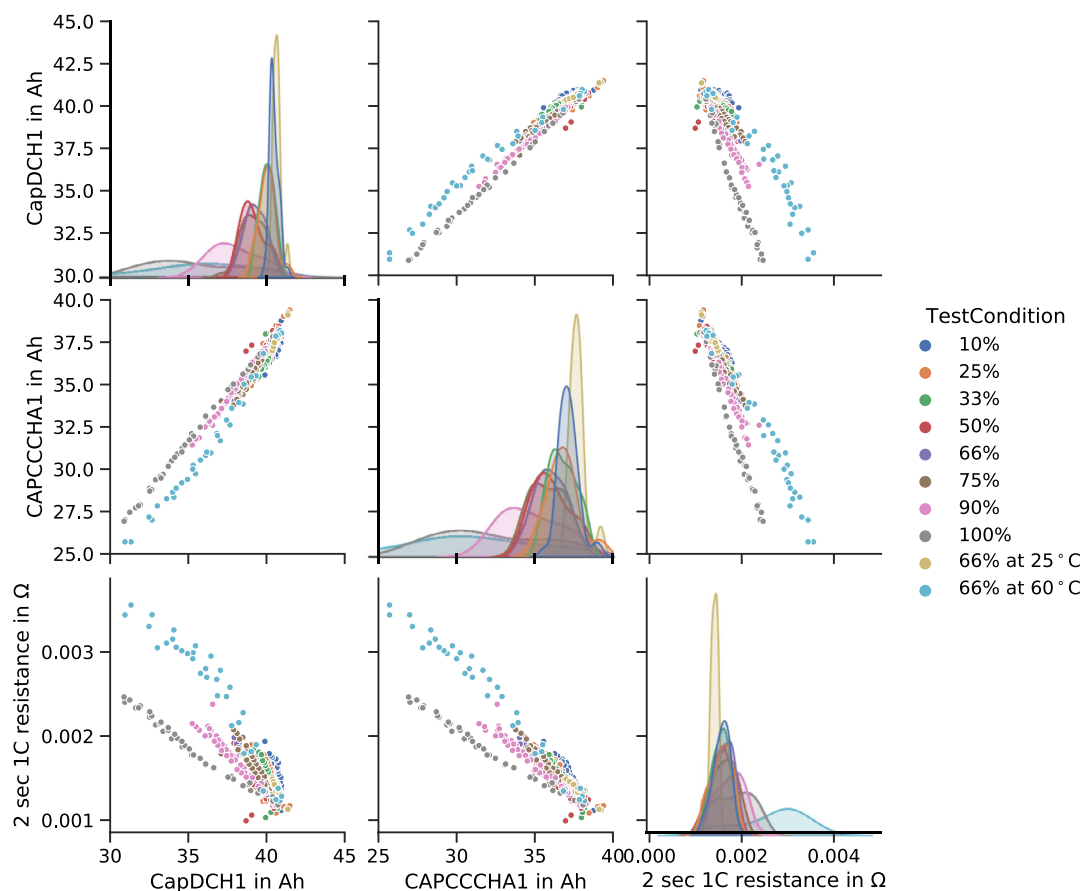 45.0
42.5
40.0
37.5
35.0
32.5
30.0
CapDCH1 in Ah
40.0
37.5
35.0
32.5
30.0
27.5
25.0
CAPCCCHA1 in Ah
TestCondition
10%
25%
33%
50%
66%
75%
90%
100%
66% at 25°C
66% at 60°C
0.003
0.002
0.001
2 sec 1C resistance in Ω
30 35 40 45
25 30 35 40
0.000 0.002 0.004
CapDCH1 in Ah
CAPCCCHA1 in Ah
2 sec 1C resistance in Ω